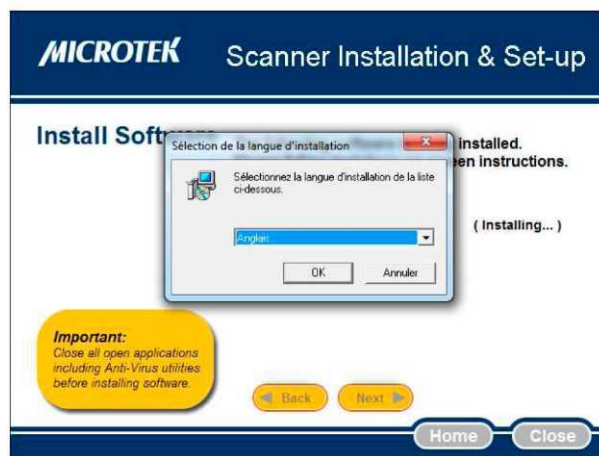 MICROTEK
Scanner Installation & Set-up
Install Software
installed.
instructions.
Sélection de la langue d'installation
Sélectionnez la langue d'installation de la liste
ci-dessous.
Anglais
OK
Annuler
( Installing... )
Important:
Close all open applications
including Anti-Virus utilities
before installing software.
Back
Next
Home
Close